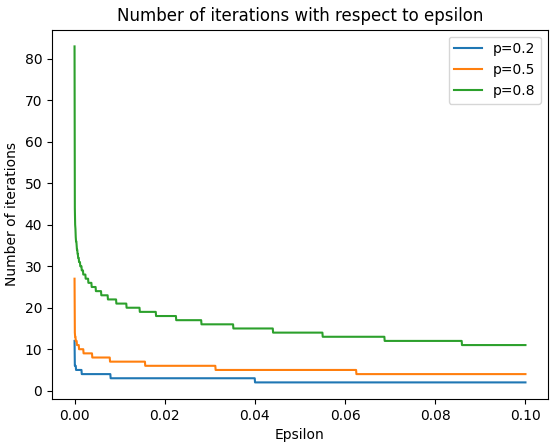 Number of iterations with respect to epsilon
p=0.2
p=0.5
p=0.8
Number of iterations
80
70
60
50
40
30
20
10
0
0.00 0.02 0.04 0.06 0.08 0.10
Epsilon